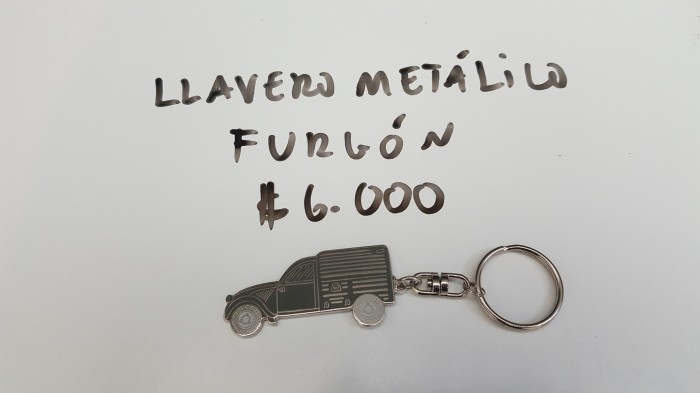 LLAVERO METÁLICO
FURGÓN
$ 6.000